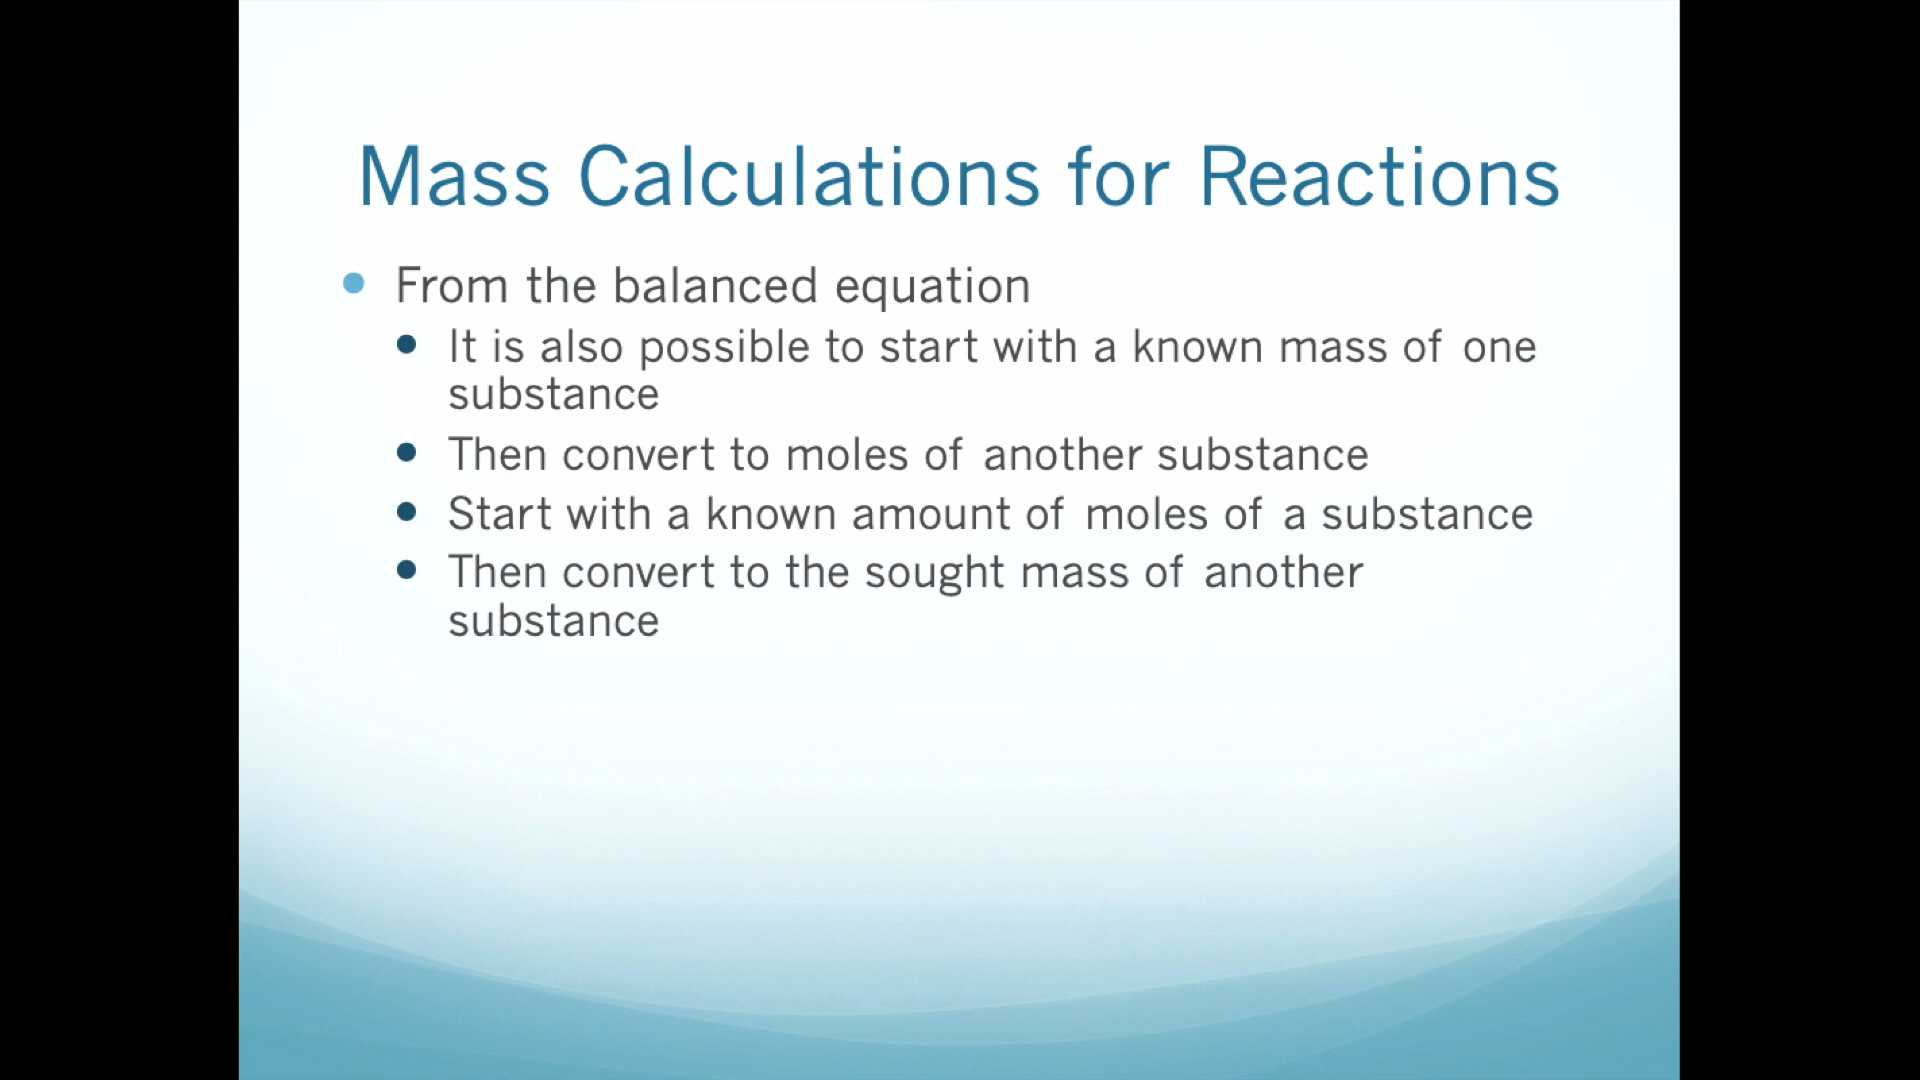 Mass Calculations for Reactions
From the balanced equation
It is also possible to start with a known mass of one
substance
Then convert to moles of another substance
Start with a known amount of moles of a substance
Then convert to the sought mass of another
substance